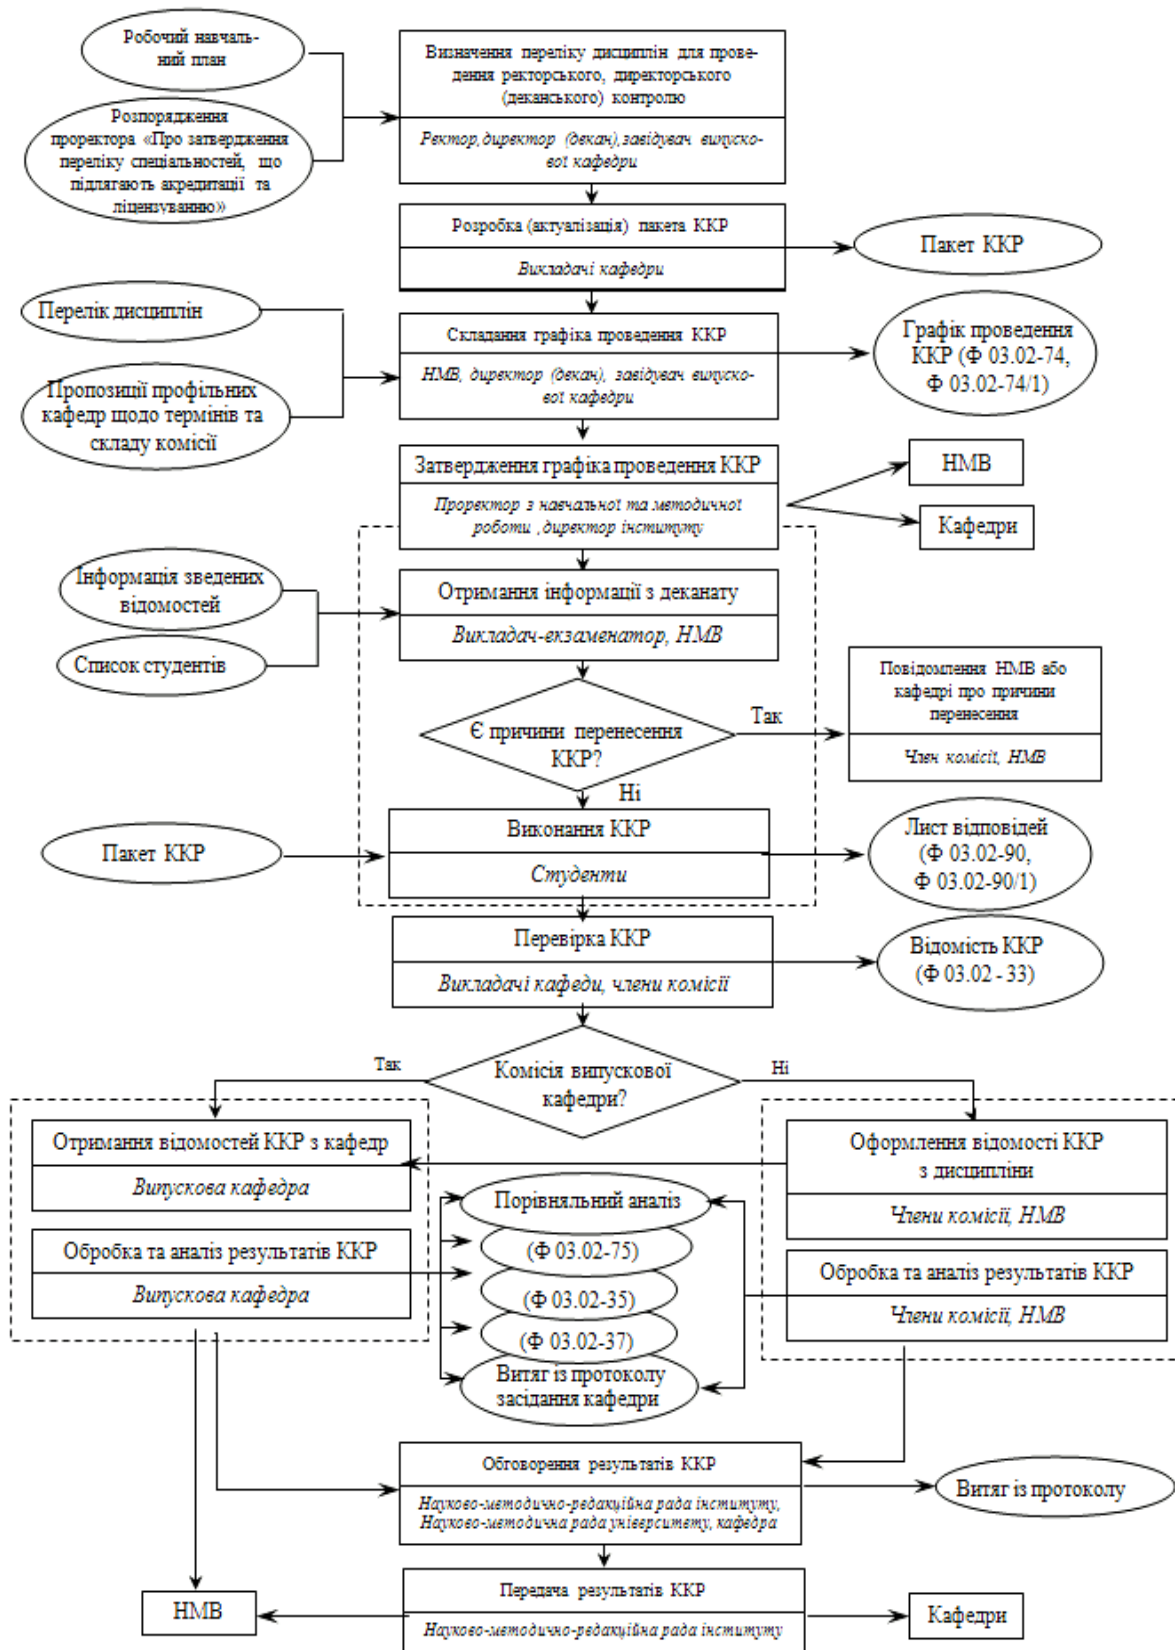 Робочий навчаль-
ний план
Визначення переліку дисциплін для прове-
дення ректорського, директорського
(деканського) контролю
Ректор, директор (декан), завідувач випуско-
вої кафедри
Розпорядження
проректора «Про затвердження
переліку спеціальностей, що
підлягають акредитації та
ліцензуванню»
Розробка (актуалізація) пакета ККР
Викладачі кафедри
Пакет ККР
Перелік дисциплін
Складання графіка проведення ККР
НМВ, директор (декан), завідувач випуско-
вої кафедри
Графік проведення
ККР (Ф 03.02-74,
Ф 03.02-74/1)
Пропозиції профільних
кафедр щодо термінів та
складу комісії
Затвердження графіка проведення ККР
Проректор з навчальної та методичної
роботи ,директор інституту
НМВ
Кафедри
Інформація зведених
відомостей
Отримання інформації з деканату
Викладач-екзаменатор, НМВ
Список студентів
Є причини перенесення
ККР?
Так
Повідомлення НМВ або
кафедрі про причини
перенесення
Член комісії, НМВ
Ні
Пакет ККР
Виконання ККР
Студенти
Лист відповідей
(Ф 03.02-90,
Ф 03.02-90/1)
Перевірка ККР
Викладачі кафеди, члени комісії
Відомість ККР
(Ф 03.02 - 33)
Так
Комісія випускової
кафедри?
Ні
Отримання відомостей ККР з кафедр
Випускова кафедра
Оформлення відомості ККР
з дисципліни
Члени комісії, НМВ
Порівняльний аналіз
(Ф 03.02-75)
(Ф 03.02-35)
(Ф 03.02-37)
Витяг із протоколу
засідання кафедри
Обробка та аналіз результатів ККР
Випускова кафедра
Обробка та аналіз результатів ККР
Члени комісії, НМВ
Обговорення результатів ККР
Науково-методично-редакційна рада інституту,
Науково-методична рада університету, кафедра
Витяг із протоколу
Передача результатів ККР
Науково-методично-редакційна рада інституту
НМВ
Кафедри